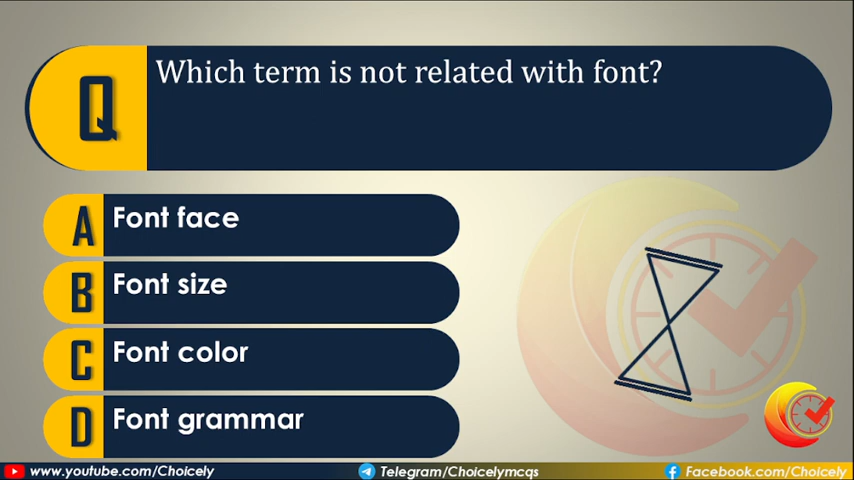 Q
Which term is not related with font?
A Font face
B Font size
C Font color
D Font grammar
www.youtube.com/Choicely
Telegram/Choicelymcqs
Facebook.com/Choicely